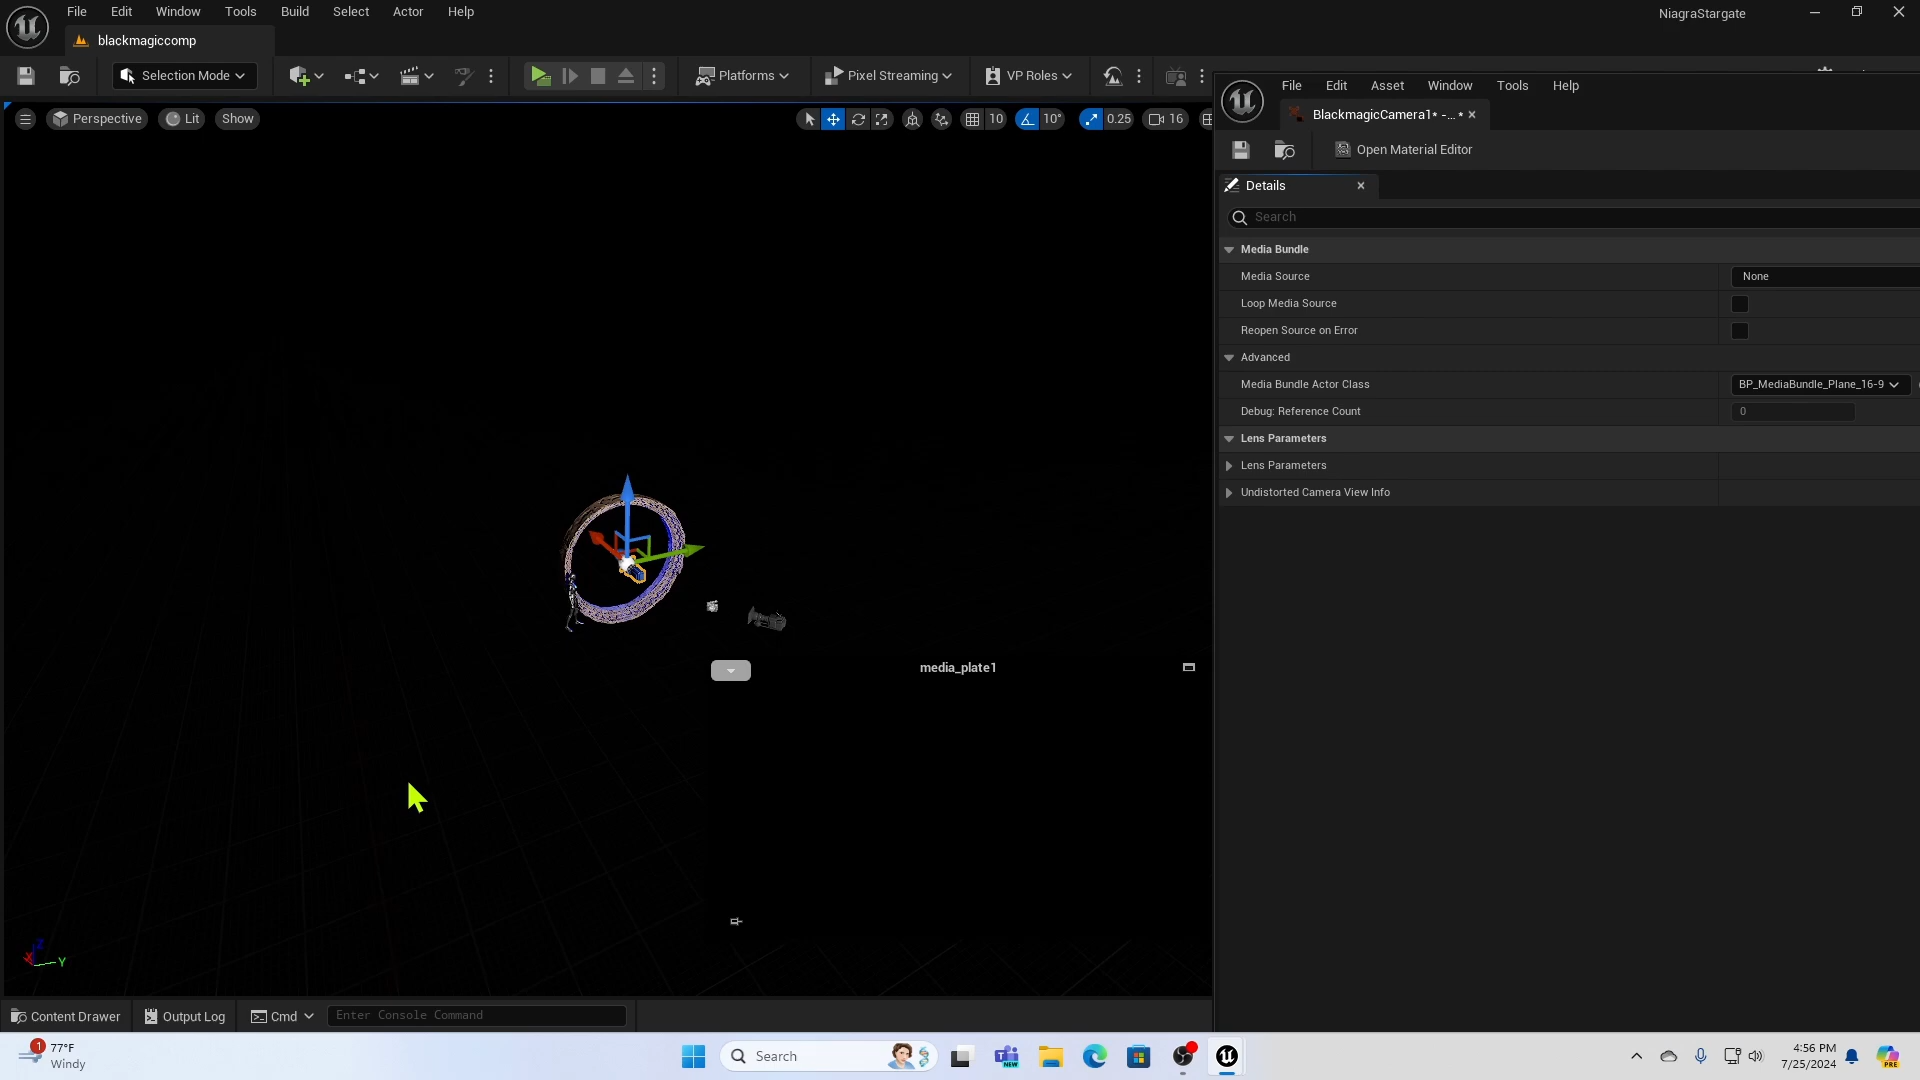 File Edit Window Tools Build Select Actor Help
NiagraStargate
blackmagiccomp
Selection Mode
Platforms
Pixel Streaming
VP Roles
Perspective
Lit
Show
10
10°
0.25
16
File Edit Asset Window Tools Help
BlackmagicCamera1* -... *
Open Material Editor
Details
Search
Media Bundle
Media Source
None
Loop Media Source
Reopen Source on Error
Advanced
Media Bundle Actor Class
BP_MediaBundle_Plane_16-9
Debug: Reference Count
0
Lens Parameters
Lens Parameters
Undistorted Camera View Info
media_plate1
Z
X
Y
Content Drawer
Output Log
Cmd
Enter Console Command
1
77°F
Windy
Search
NEW
4:56 PM
7/25/2024
PRE